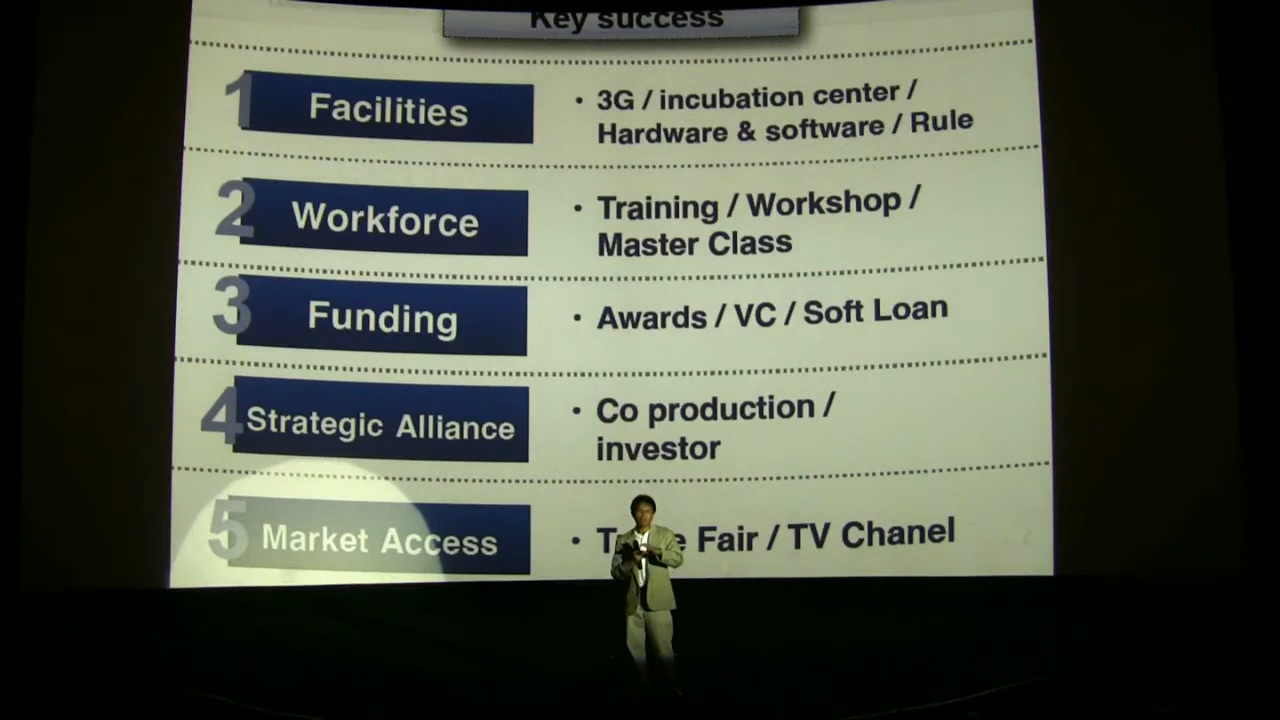 Key success
1 Facilities
• 3G / incubation center /
Hardware & software / Rule
2 Workforce
• Training / Workshop /
Master Class
3 Funding
• Awards / VC / Soft Loan
4 Strategic Alliance
• Co production /
investor
5 Market Access
• Fair / TV Chanel